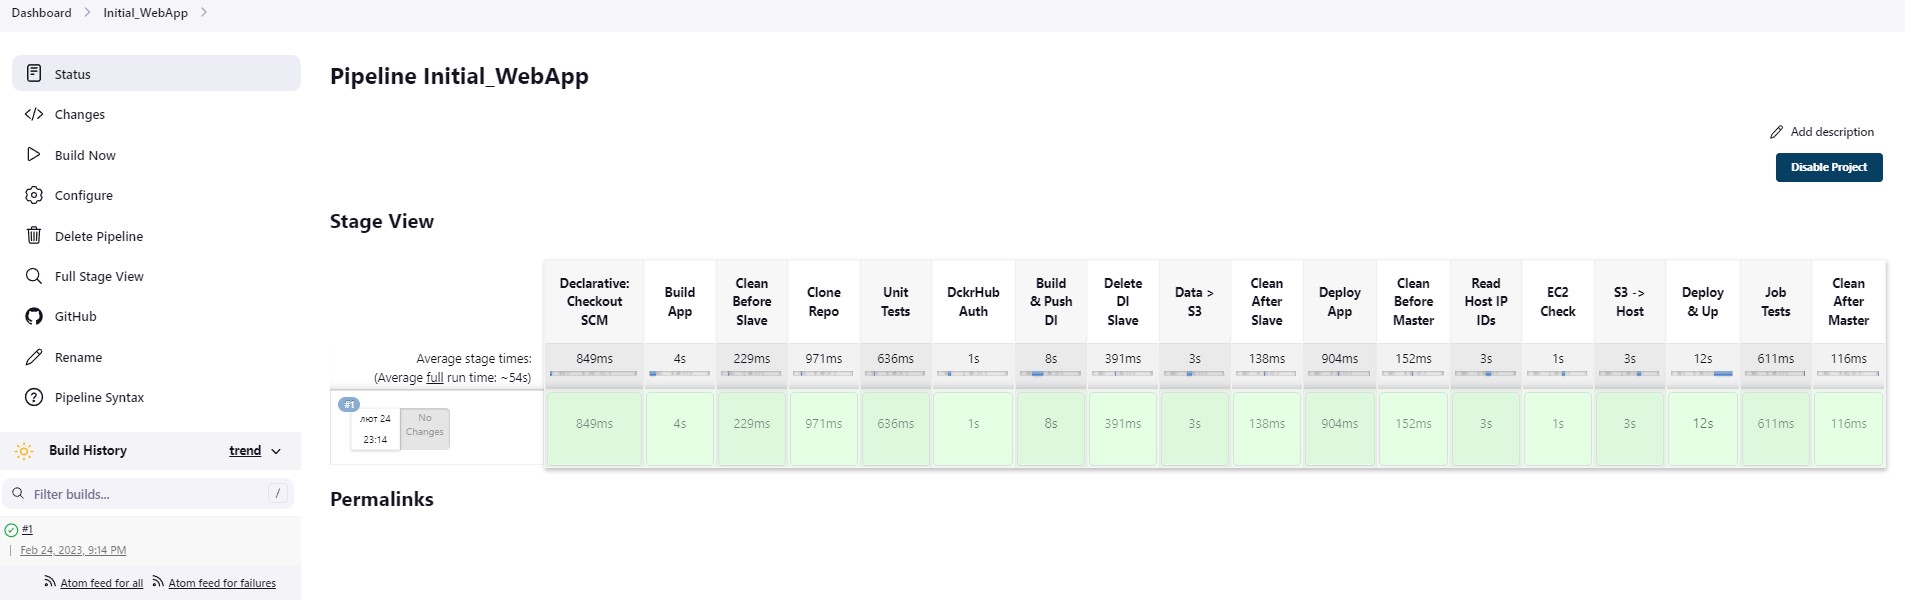 Dashboard > Initial_WebApp >
Status
Changes
Build Now
Configure
Delete Pipeline
Full Stage View
GitHub
Rename
Pipeline Syntax
Build History trend
Filter builds... /
#1
Feb 24, 2023, 9:14 PM
Atom feed for all Atom feed for failures
Pipeline Initial_WebApp
Add description
Disable Project
Stage View
Declarative:
Checkout
SCM
Build
App
Clean
Before
Slave
Clone
Repo
Unit
Tests
DckrHub
Auth
Build
& Push
DI
Delete
DI
Slave
Data >
S3
Clean
After
Slave
Deploy
App
Clean
Before
Master
Read
Host IP
IDs
EC2
Check
S3 ->
Host
Deploy
& Up
Job
Tests
Clean
After
Master
Average stage times:
(Average full run time: ~54s)
849ms 4s 229ms 971ms 636ms 1s 8s 391ms 3s 138ms 904ms 152ms 3s 1s 3s 12s 611ms 116ms
#1
лют 24
23:14
No
Changes
849ms 4s 229ms 971ms 636ms 1s 8s 391ms 3s 138ms 904ms 152ms 3s 1s 3s 12s 611ms 116ms
Permalinks